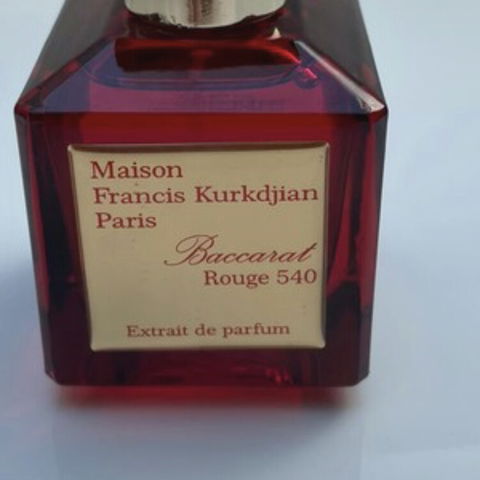 Maison
Francis Kurkdjian
Paris
Baccarat
Rouge 540
Extrait de parfum